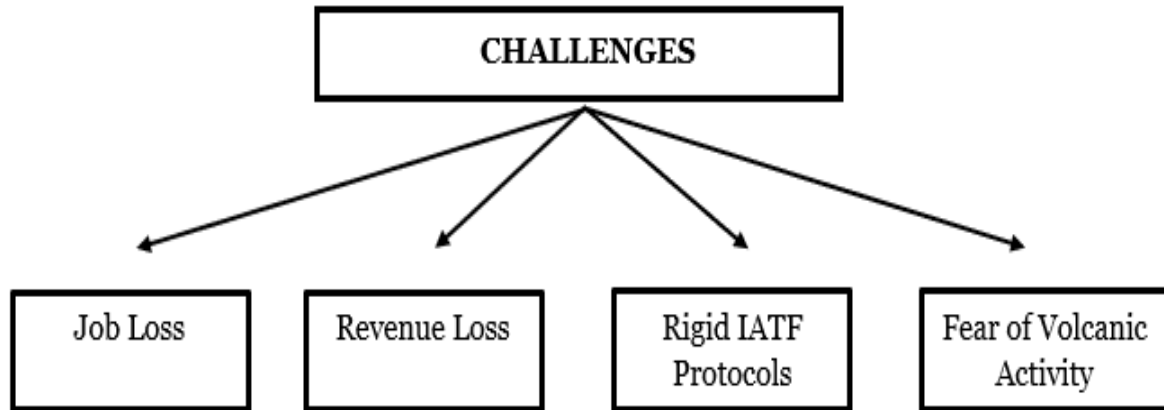 CHALLENGES
Job Loss
Revenue Loss
Rigid IATF
Protocols
Fear of Volcanic
Activity